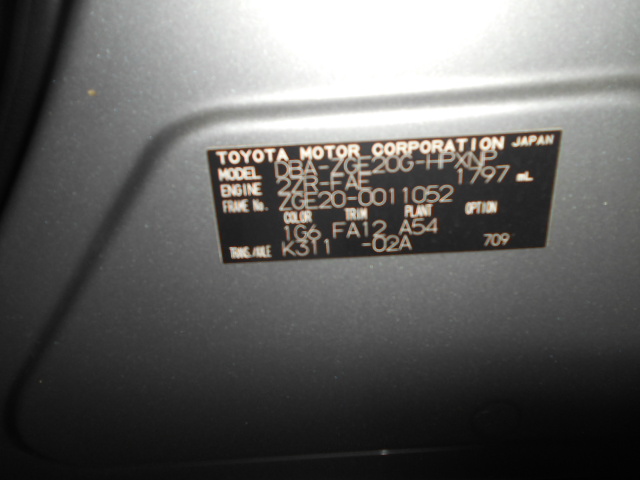 TOYOTA MOTOR CORPORATION JAPAN
MODEL DBA-ZGE20G-HPXNP
ENGINE 2ZR-FAE 1797 mL
FRAME No. ZGE20-0011052
COLOR TRIM PLANT OPTION
1G6 FA12 A54
TRANS/AXLE K311 -02A 709